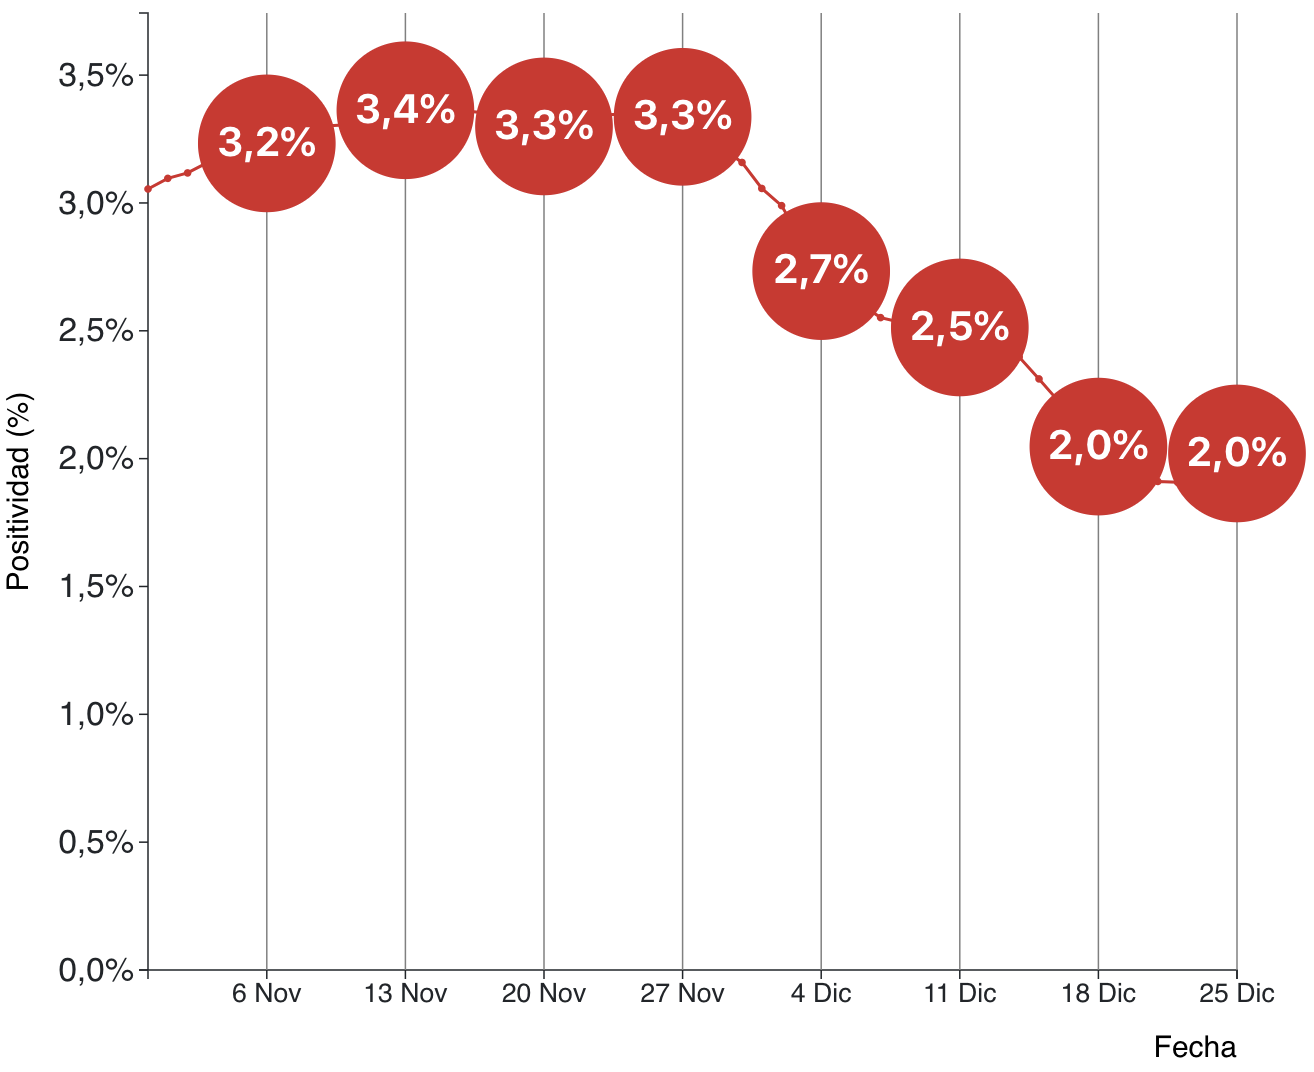 3,5%
3,0%
2,5%
2,0%
1,5%
1,0%
0,5%
0,0%
Positividad (%)
3,2%
3,4%
3,3%
3,3%
2,7%
2,5%
2,0%
2,0%
6 Nov
13 Nov
20 Nov
27 Nov
4 Dic
11 Dic
18 Dic
25 Dic
Fecha